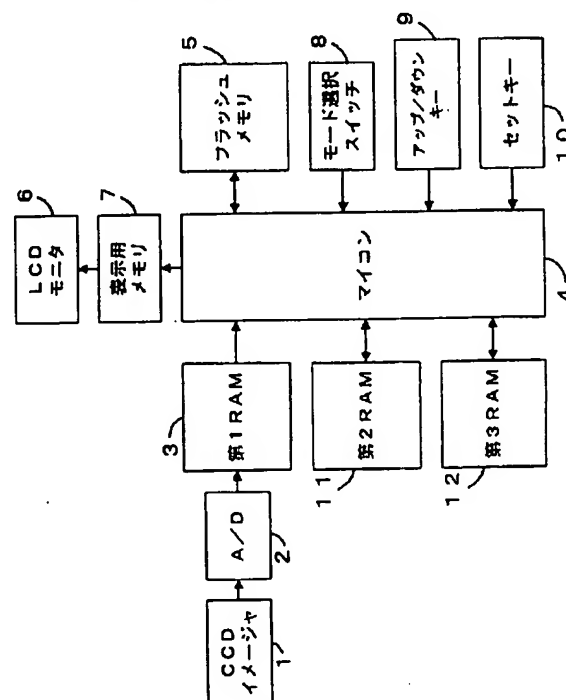 6
LCD
モニタ
7
表示用
メモリ
5
フラッシュ
メモリ
8
モード選択
スイッチ
9
アップ/ダウン
キー
セットキー
10
マイコン
4
3
第1RAM
第2RAM
11
第3RAM
12
A/D
2
CCD
イメージャ
1